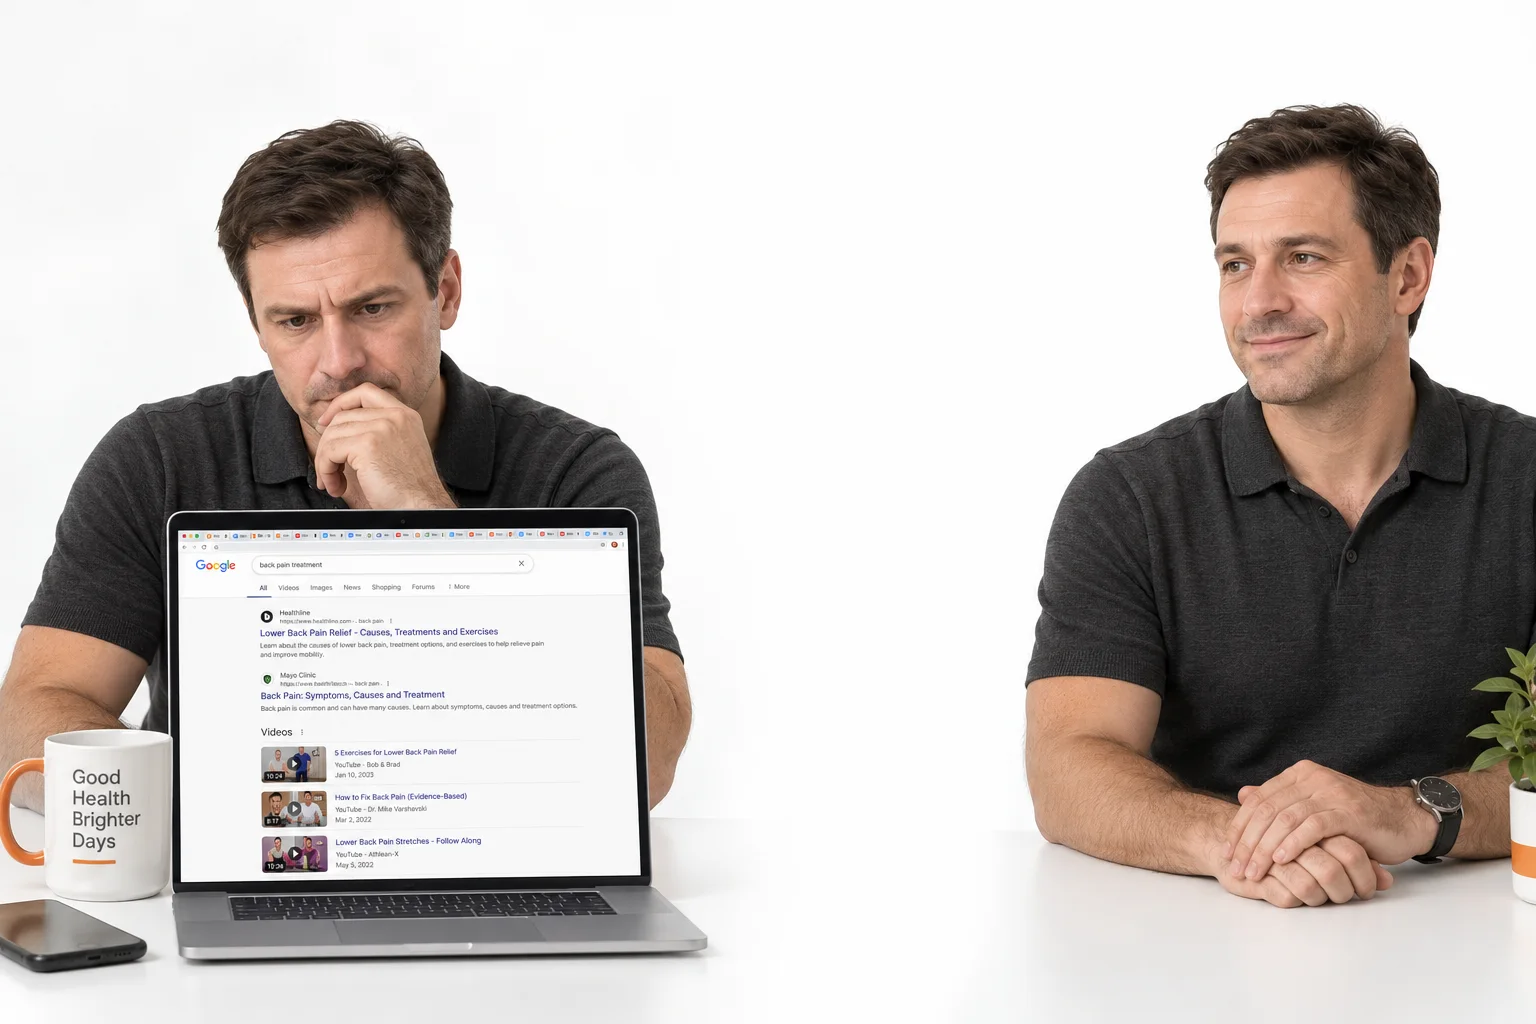 Google
back pain treatment
All Videos Images News Shopping Forums More
Healthline
Lower Back Pain Relief - Causes, Treatments and Exercises
Learn about the causes of lower back pain, treatment options, and exercises to help relieve pain
and improve mobility.
Mayo Clinic
Back Pain: Symptoms, Causes and Treatment
Back pain is common and can have many causes. Learn about symptoms, causes and treatment options.
Videos
5 Exercises for Lower Back Pain Relief
YouTube - Bob & Brad
Jan 10, 2023
10:24
How to Fix Back Pain (Evidence-Based)
YouTube - Dr. Mike Varshavski
Mar 2, 2022
8:17
Lower Back Pain Stretches - Follow Along
YouTube - Athlean-X
May 5, 2022
Good
Health
Brighter
Days